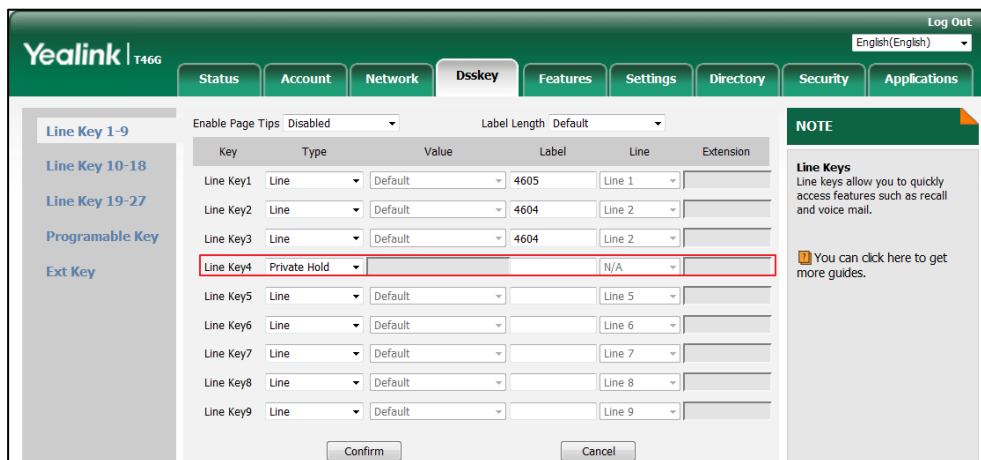 Log Out
Yealink T46G
English(English)
Status Account Network Dsskey Features Settings Directory Security Applications
Line Key 1-9
Line Key 10-18
Line Key 19-27
Programable Key
Ext Key
Enable Page Tips Disabled Label Length Default
Key Type Value Label Line Extension
Line Key1 Line Default 4605 Line 1
Line Key2 Line Default 4604 Line 2
Line Key3 Line Default 4604 Line 2
Line Key4 Private Hold N/A
Line Key5 Line Default Line 5
Line Key6 Line Default Line 6
Line Key7 Line Default Line 7
Line Key8 Line Default Line 8
Line Key9 Line Default Line 9
Confirm Cancel
NOTE
Line Keys
Line keys allow you to quickly
access features such as recall
and voice mail.
? You can click here to get
more guides.